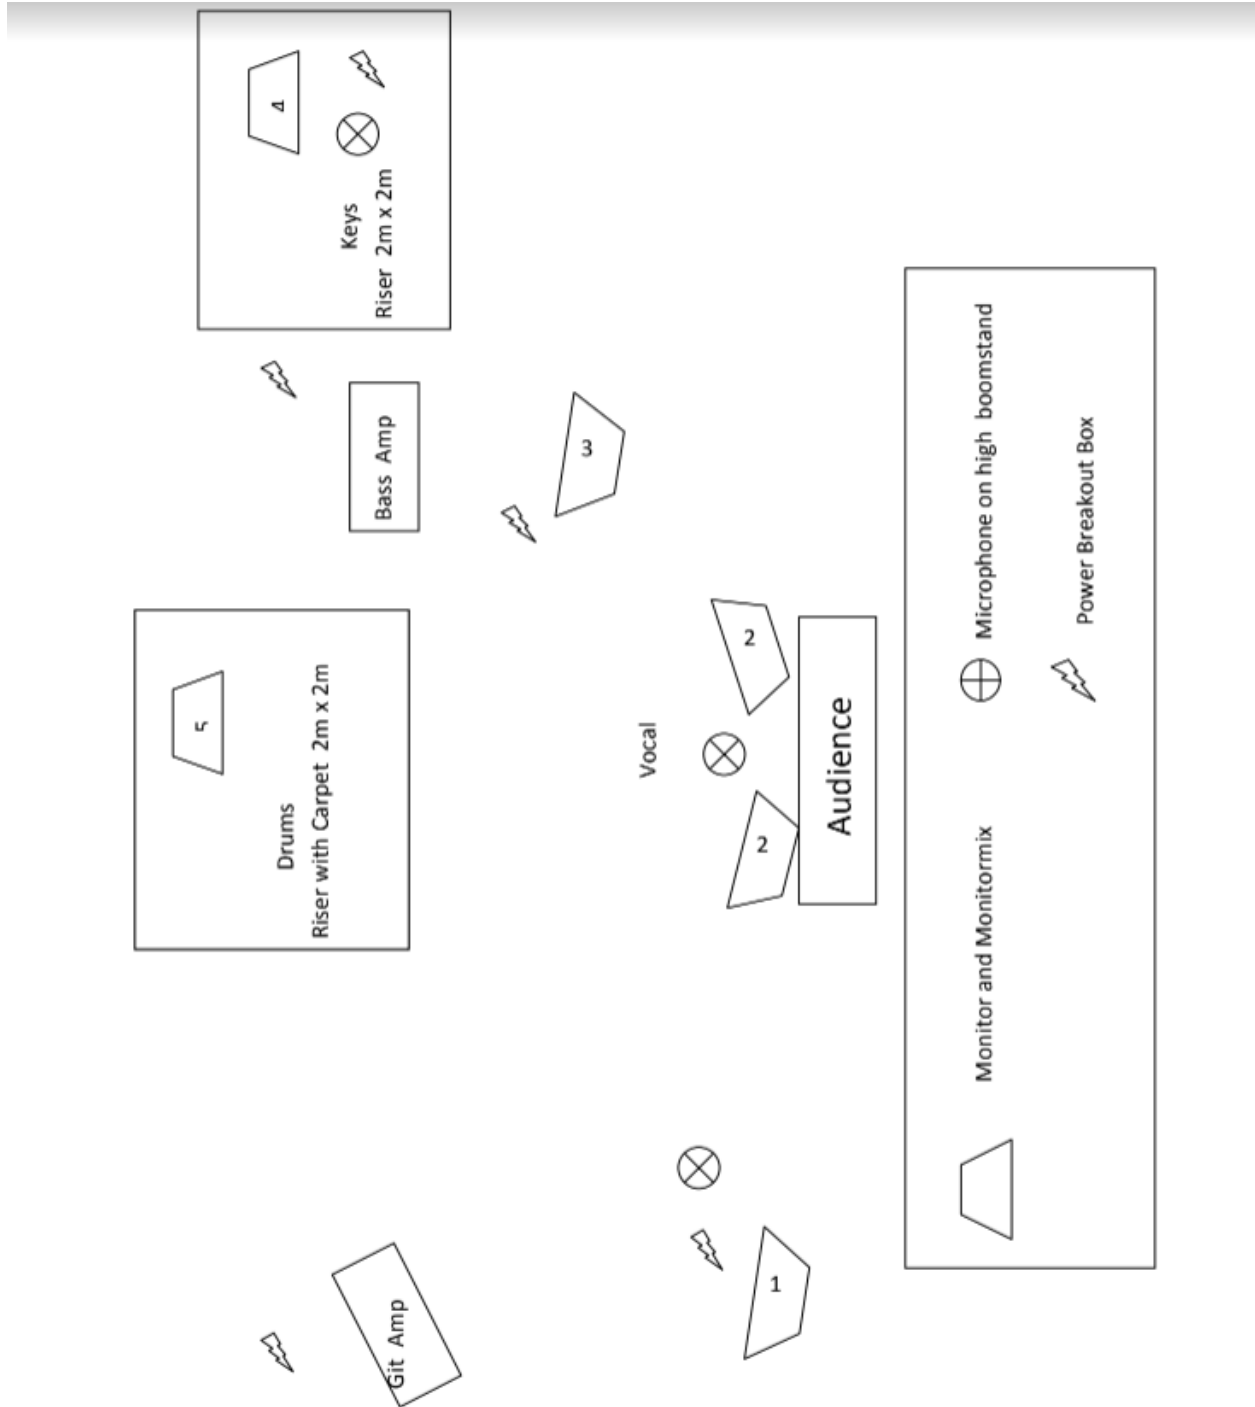 4
Keys
Riser 2m x 2m
Bass Amp
3
5
Drums
Riser with Carpet 2m x 2m
Vocal
2
2
Audience
1
Git Amp
Monitor and Monitormix
Microphone on high boomstand
Power Breakout Box